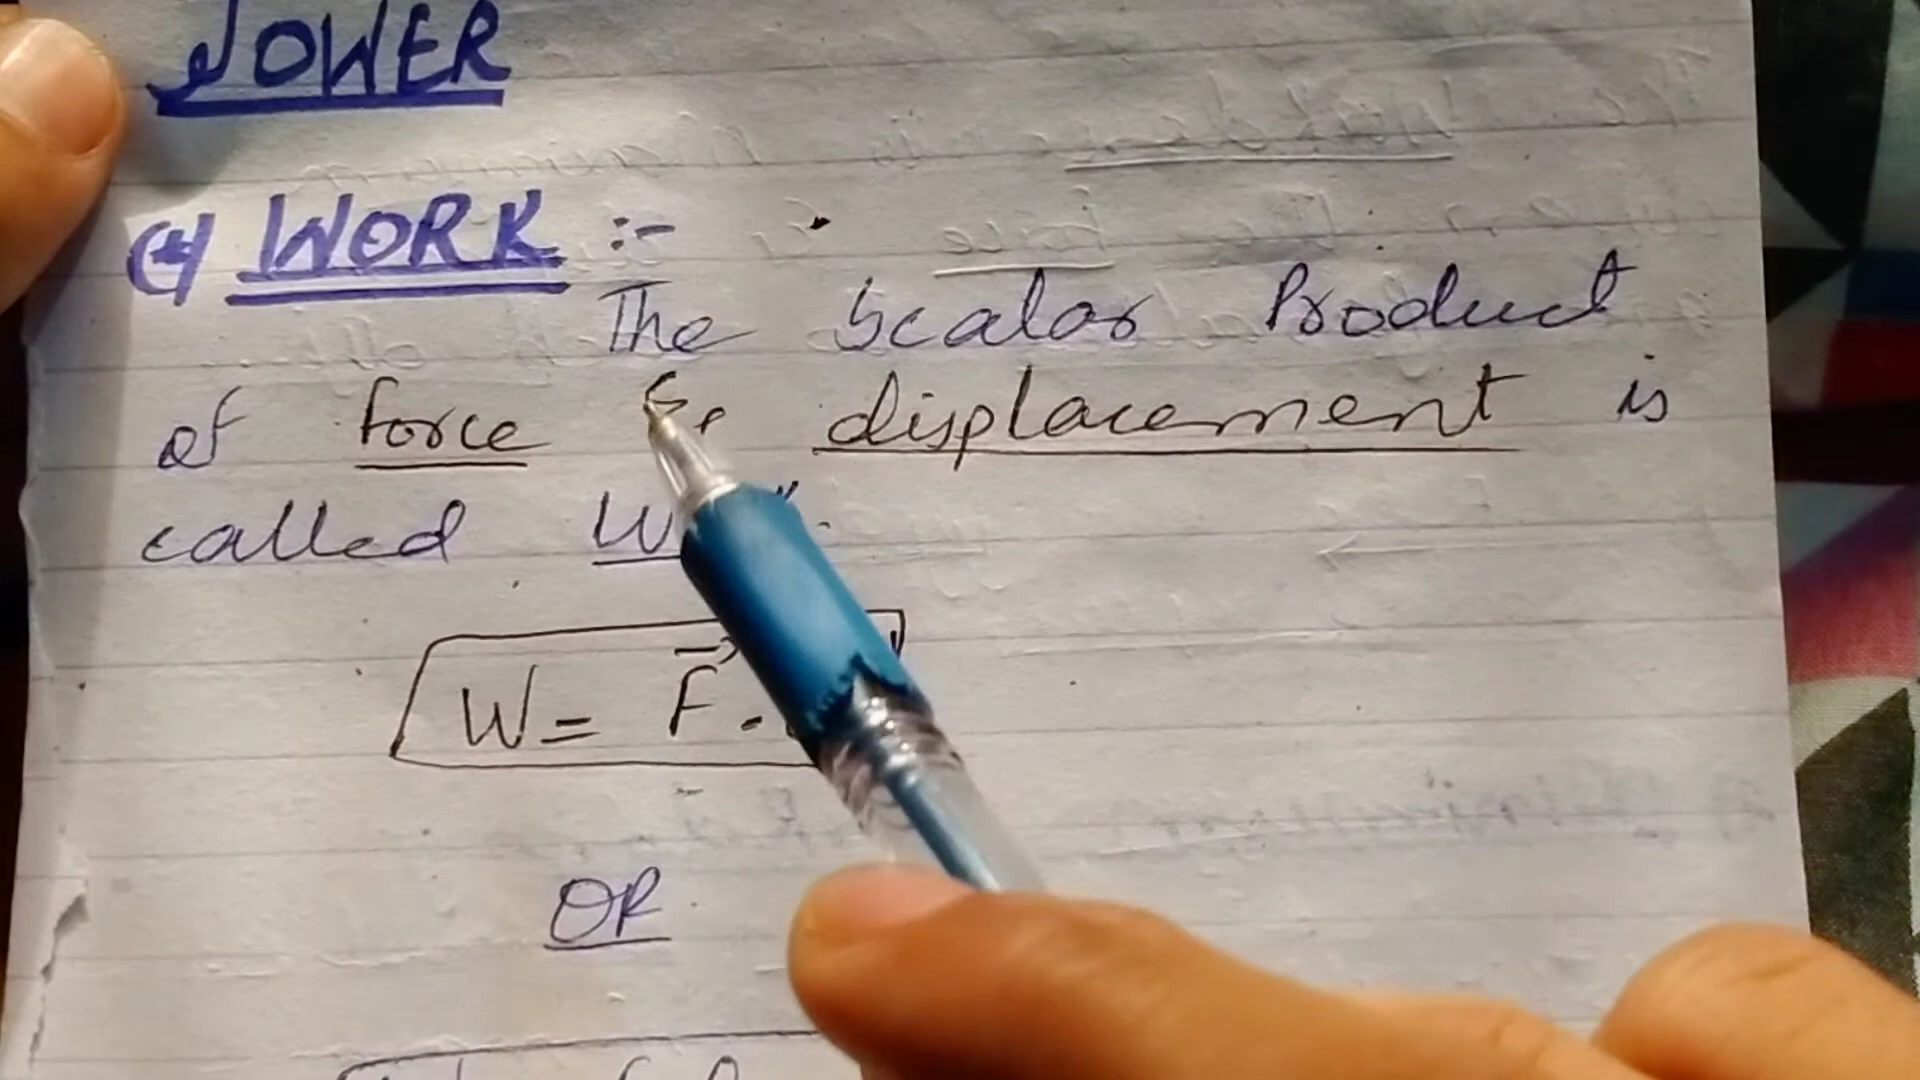 POWER
(*) WORK :-
The Scalar Product
of force & displacement is
called
W = F .
OR